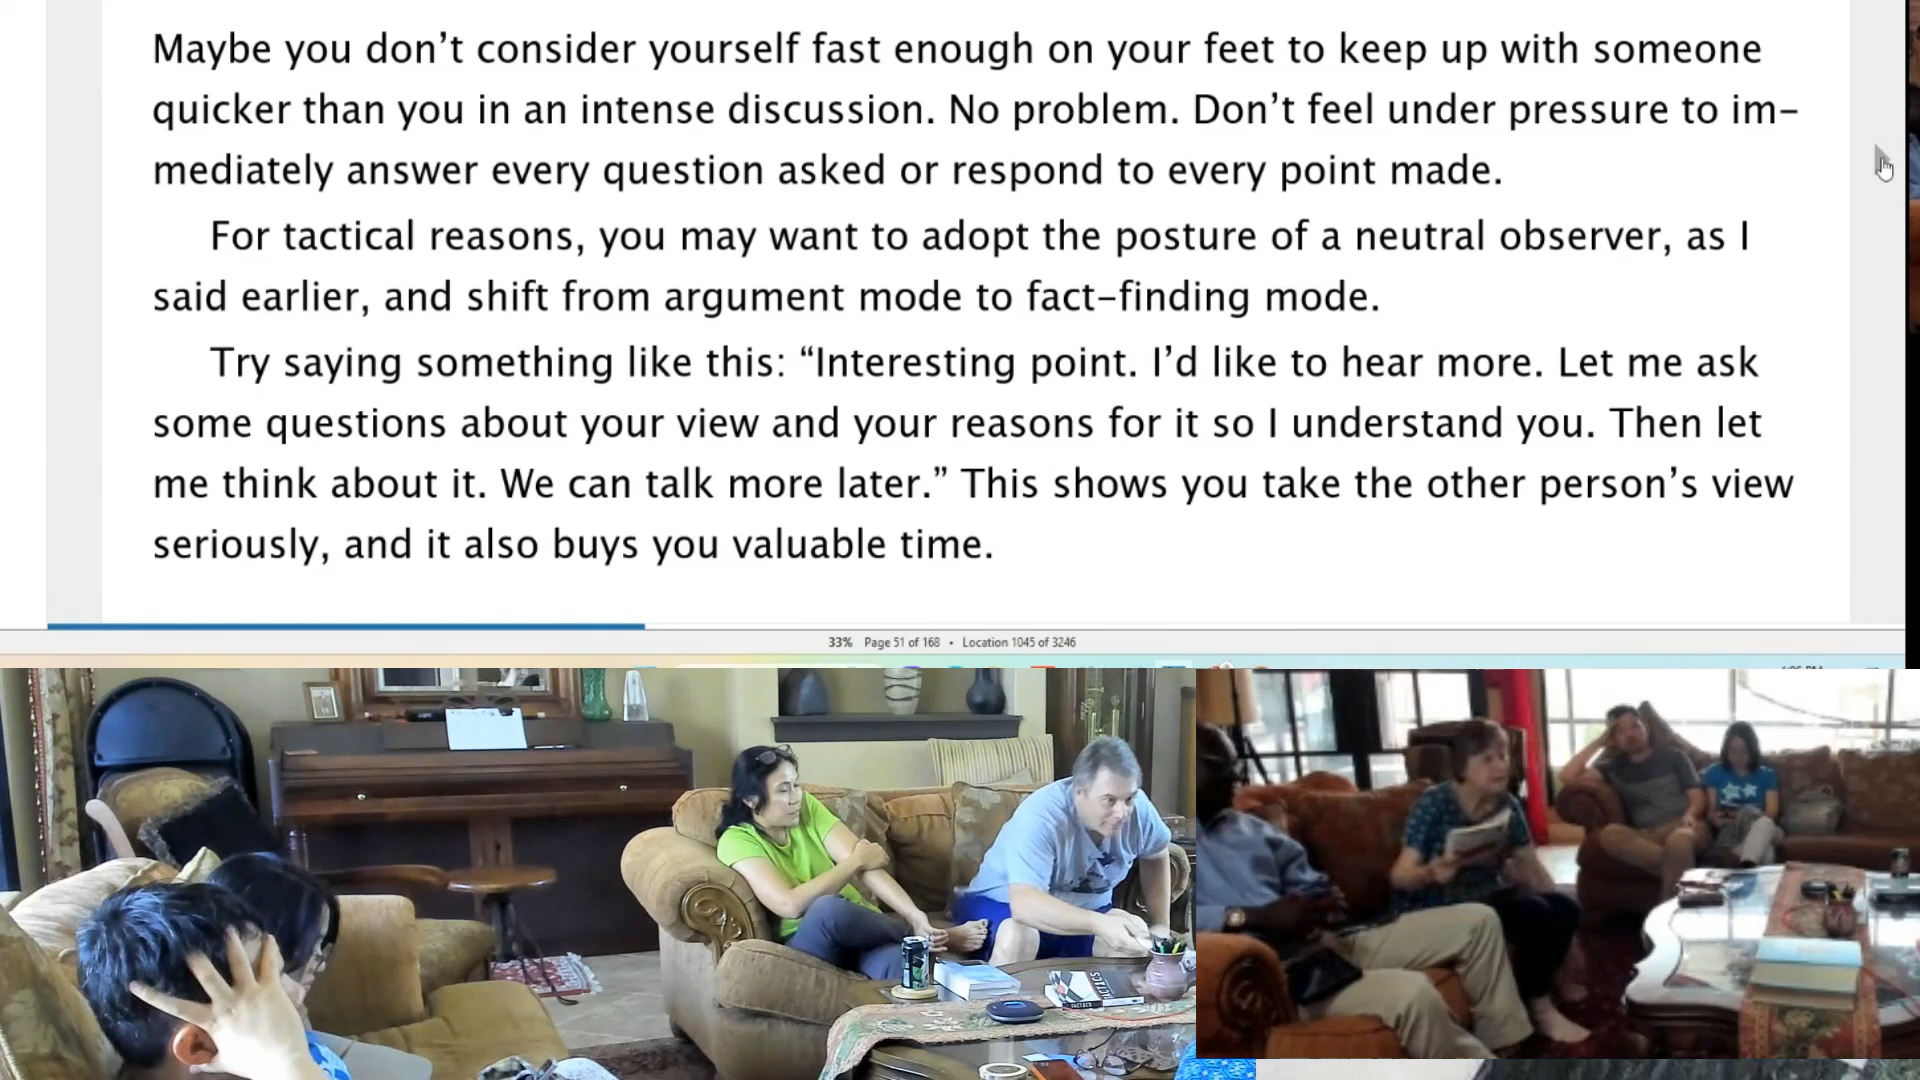 Maybe you don’t consider yourself fast enough on your feet to keep up with someone
quicker than you in an intense discussion. No problem. Don’t feel under pressure to im-
mediately answer every question asked or respond to every point made.
For tactical reasons, you may want to adopt the posture of a neutral observer, as I
said earlier, and shift from argument mode to fact-finding mode.
Try saying something like this: “Interesting point. I’d like to hear more. Let me ask
some questions about your view and your reasons for it so I understand you. Then let
me think about it. We can talk more later.” This shows you take the other person’s view
seriously, and it also buys you valuable time.
33% Page 51 of 168 • Location 1045 of 3246
TACTICS
TACTICS